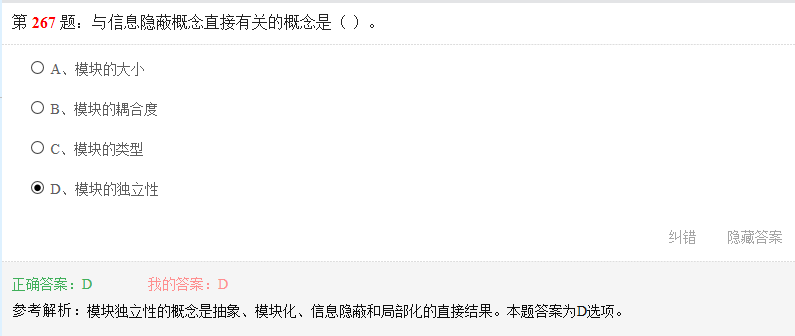 第 267 题：与信息隐蔽概念直接有关的概念是（ ）。
A、模块的大小
B、模块的耦合度
C、模块的类型
D、模块的独立性
纠错 隐藏答案
正确答案：D 我的答案：D
参考解析：模块独立性的概念是抽象、模块化、信息隐蔽和局部化的直接结果。本题答案为D选项。